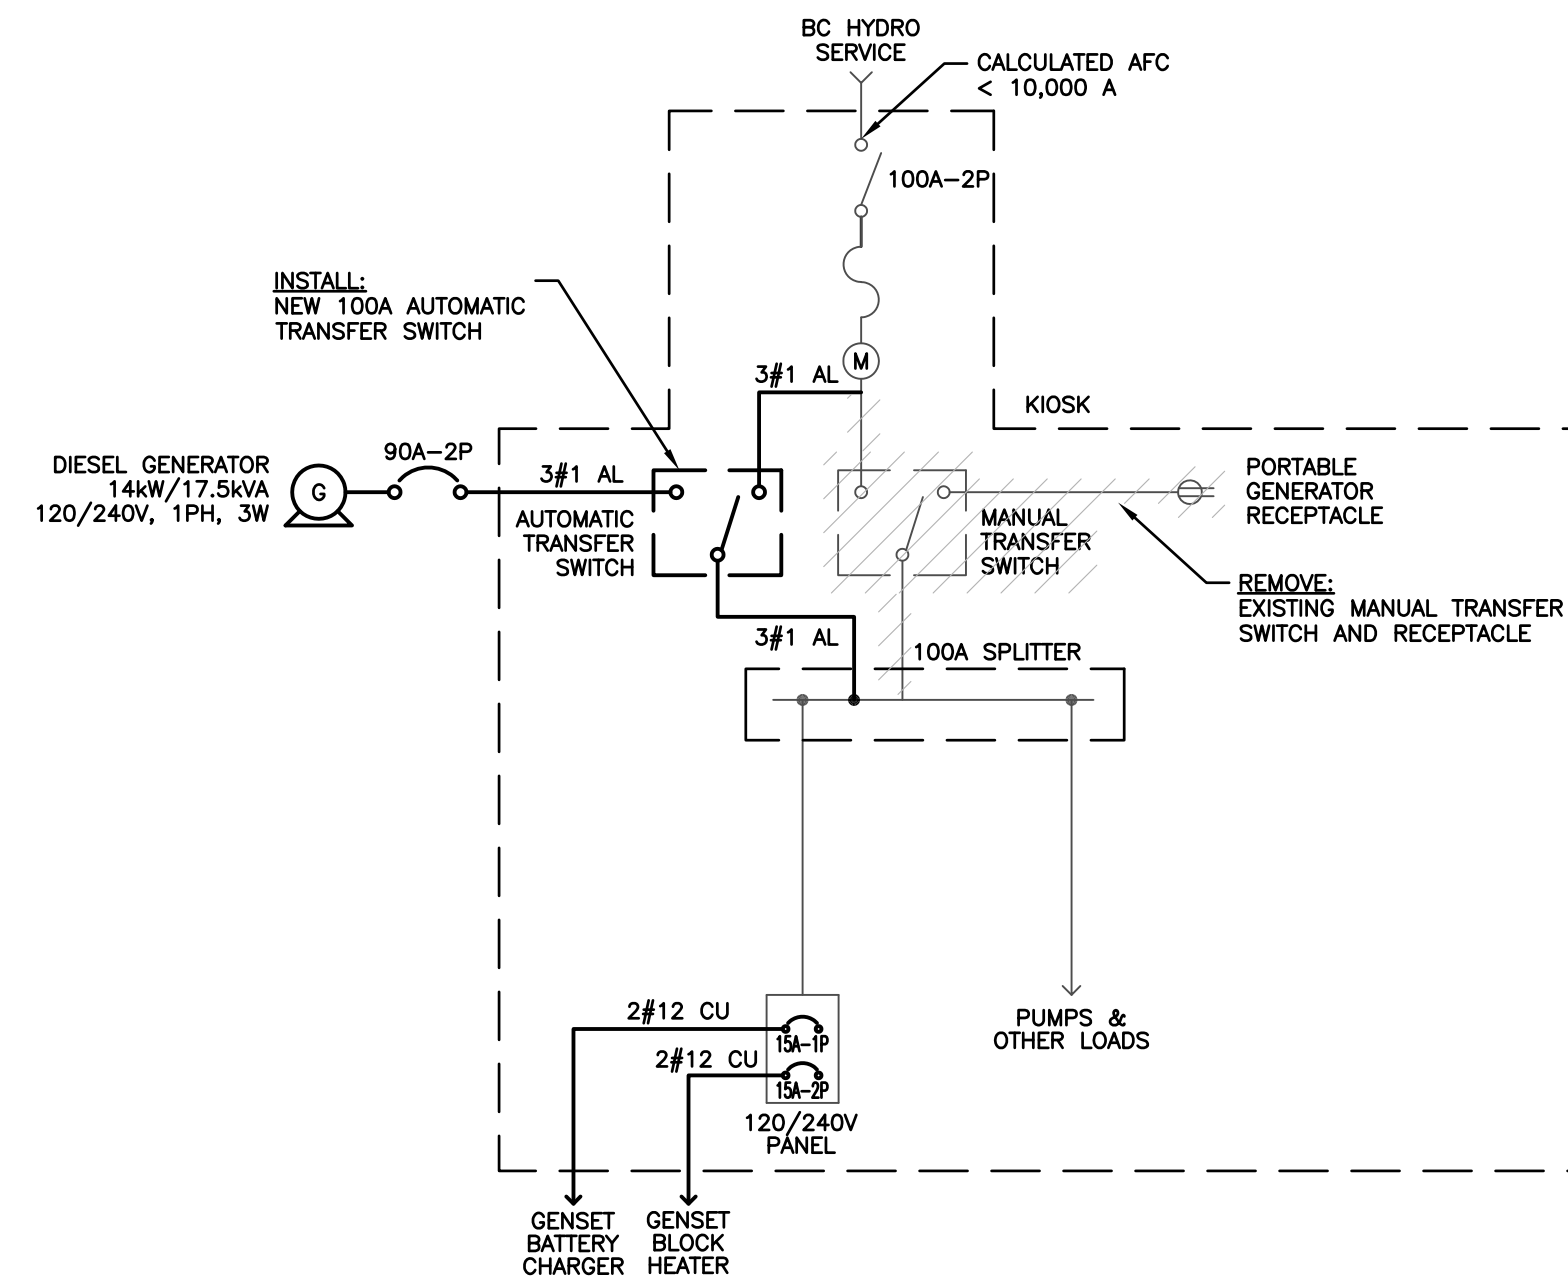 BC HYDRO
SERVICE
CALCULATED AFC
< 10,000 A
100A-2P
INSTALL:
NEW 100A AUTOMATIC
TRANSFER SWITCH
M
3#1 AL
KIOSK
90A-2P
DIESEL GENERATOR
14kW/17.5kVA
120/240V, 1PH, 3W
G
3#1 AL
AUTOMATIC
TRANSFER
SWITCH
MANUAL
TRANSFER
SWITCH
PORTABLE
GENERATOR
RECEPTACLE
REMOVE:
EXISTING MANUAL TRANSFER
SWITCH AND RECEPTACLE
3#1 AL
100A SPLITTER
2#12 CU
15A-1P
2#12 CU
15A-2P
120/240V
PANEL
PUMPS &
OTHER LOADS
GENSET
BATTERY
CHARGER
GENSET
BLOCK
HEATER